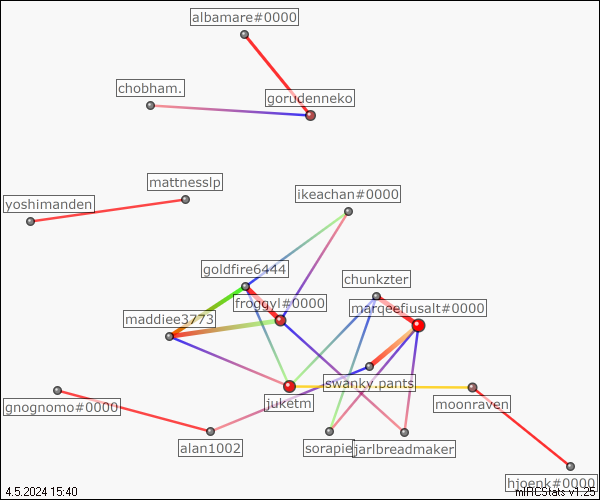 albamare#0000
chobham.
gorudenneko
mattnesslp
ikeachan#0000
yoshimanden
goldfire6444
chunkzter
froggyl#0000
marqeefiusalt#0000
maddiee3773
swanky.pants
juketm
moonraven
gnognomo#0000
alan1002
sorapie
jarlbreadmaker
hjoenk#0000
4.5.2024 15:40
mIRCStats v1.25